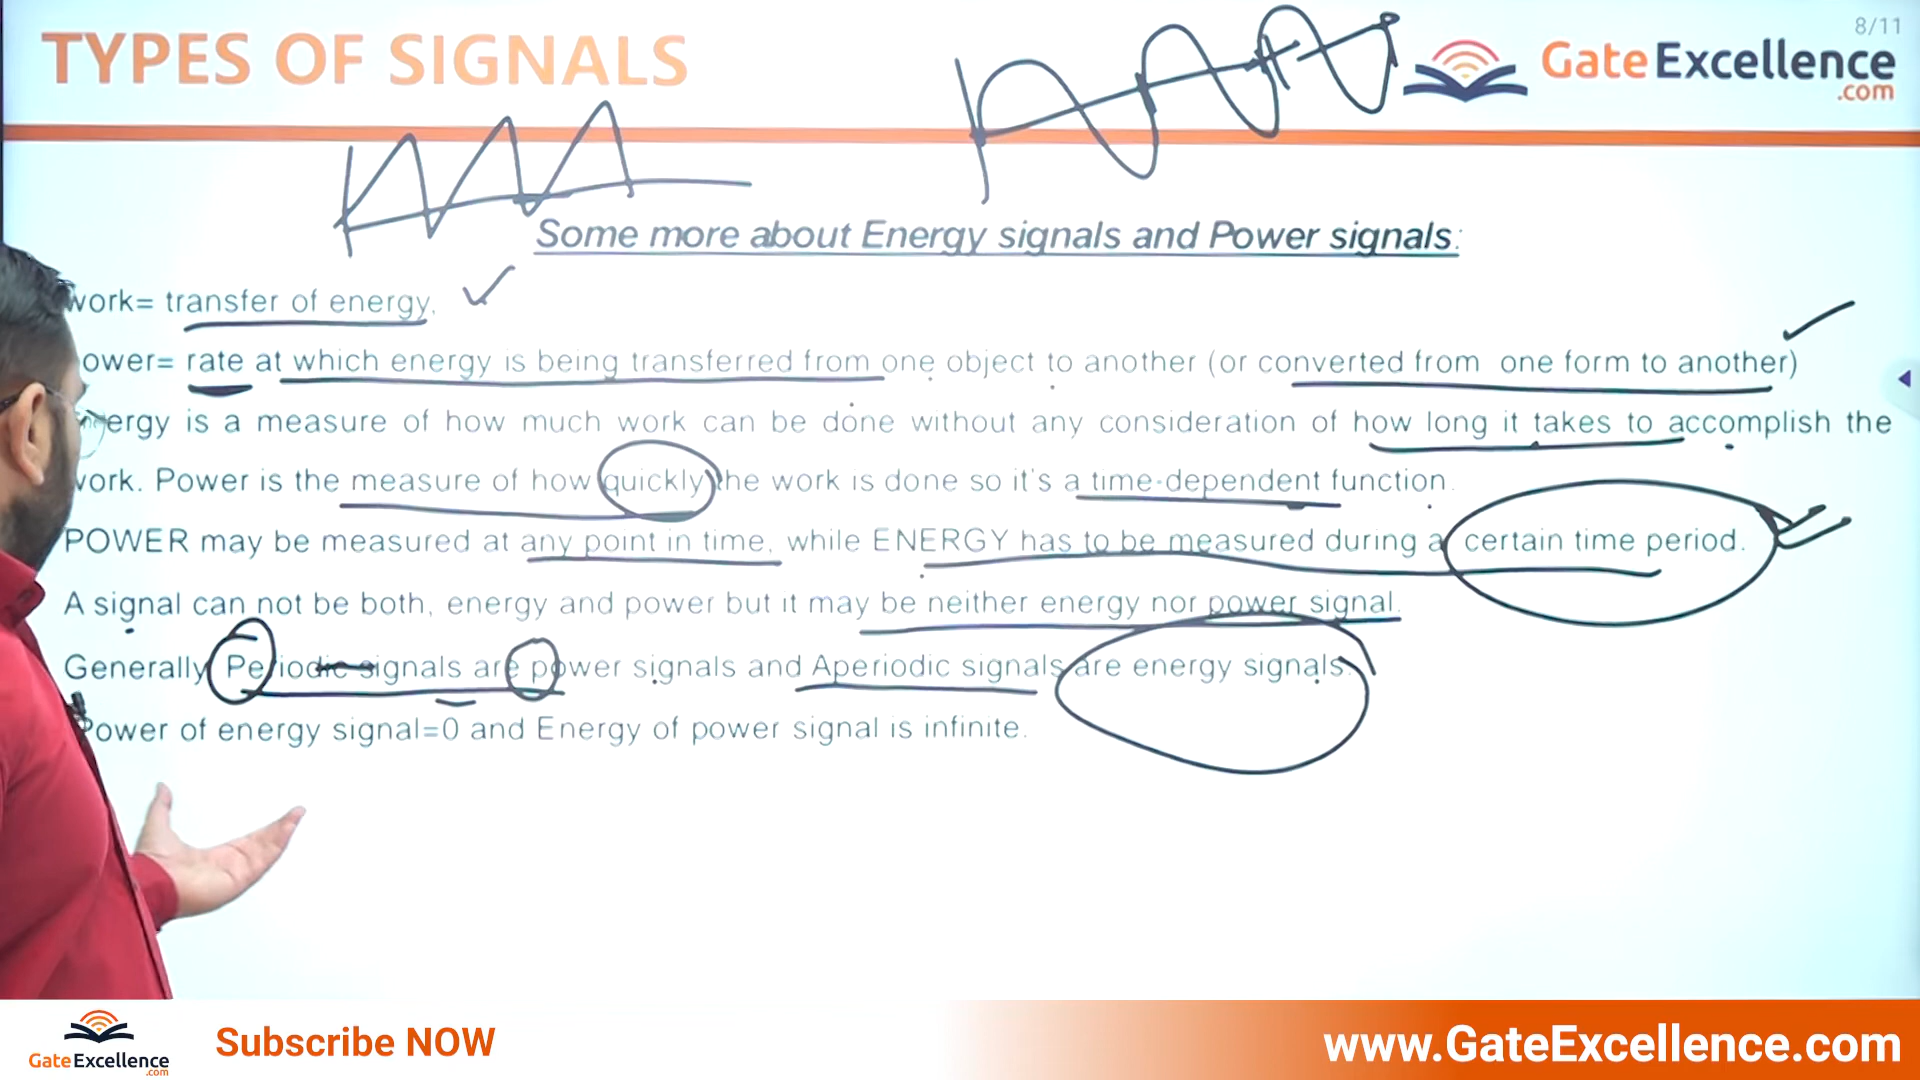 8/11
TYPES OF SIGNALS
GateExcellence
.com
Some more about Energy signals and Power signals:
work= transfer of energy.
ower= rate at which energy is being transferred from one object to another (or converted from one form to another)
nergy is a measure of how much work can be done without any consideration of how long it takes to accomplish the
work. Power is the measure of how quickly the work is done so it's a time-dependent function.
POWER may be measured at any point in time, while ENERGY has to be measured during a certain time period.
A signal can not be both, energy and power but it may be neither energy nor power signal.
Generally Periodic signals are power signals and Aperiodic signals are energy signals.
Power of energy signal=0 and Energy of power signal is infinite.
GateExcellence
.com
Subscribe NOW
www.GateExcellence.com